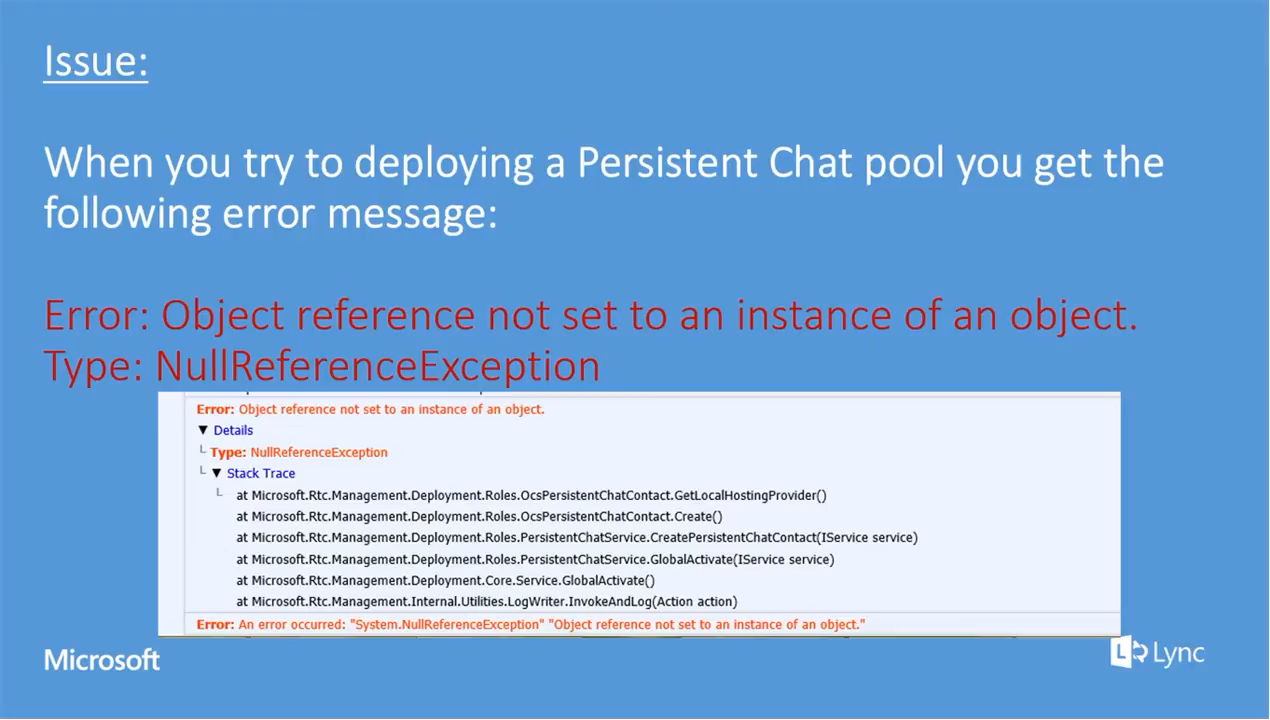 Issue:
When you try to deploying a Persistent Chat pool you get the
following error message:
Error: Object reference not set to an instance of an object.
Type: NullReferenceException
Error: Object reference not set to an instance of an object.
▼ Details
└ Type: NullReferenceException
└ ▼ Stack Trace
└ at Microsoft.Rtc.Management.Deployment.Roles.OcsPersistentChatContact.GetLocalHostingProvider()
at Microsoft.Rtc.Management.Deployment.Roles.OcsPersistentChatContact.Create()
at Microsoft.Rtc.Management.Deployment.Roles.PersistentChatService.CreatePersistentChatContact(IService service)
at Microsoft.Rtc.Management.Deployment.Roles.PersistentChatService.GlobalActivate(IService service)
at Microsoft.Rtc.Management.Deployment.Core.Service.GlobalActivate()
at Microsoft.Rtc.Management.Internal.Utilities.LogWriter.InvokeAndLog(Action action)
Error: An error occurred: "System.NullReferenceException" "Object reference not set to an instance of an object."
Microsoft
L Lync